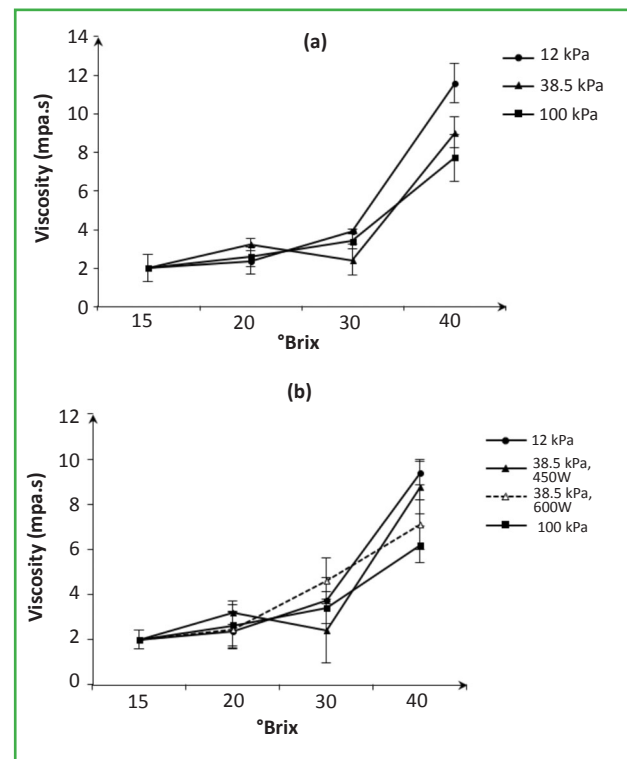 (a)
14
12
10
8
6
4
2
0
Viscosity (mpa.s)
15 20 30 40
°Brix
12 kPa
38.5 kPa
100 kPa
(b)
12
10
8
6
4
2
0
Viscosity (mpa.s)
15 20 30 40
°Brix
12 kPa
38.5 kPa,
450W
38.5 kPa,
600W
100 kPa